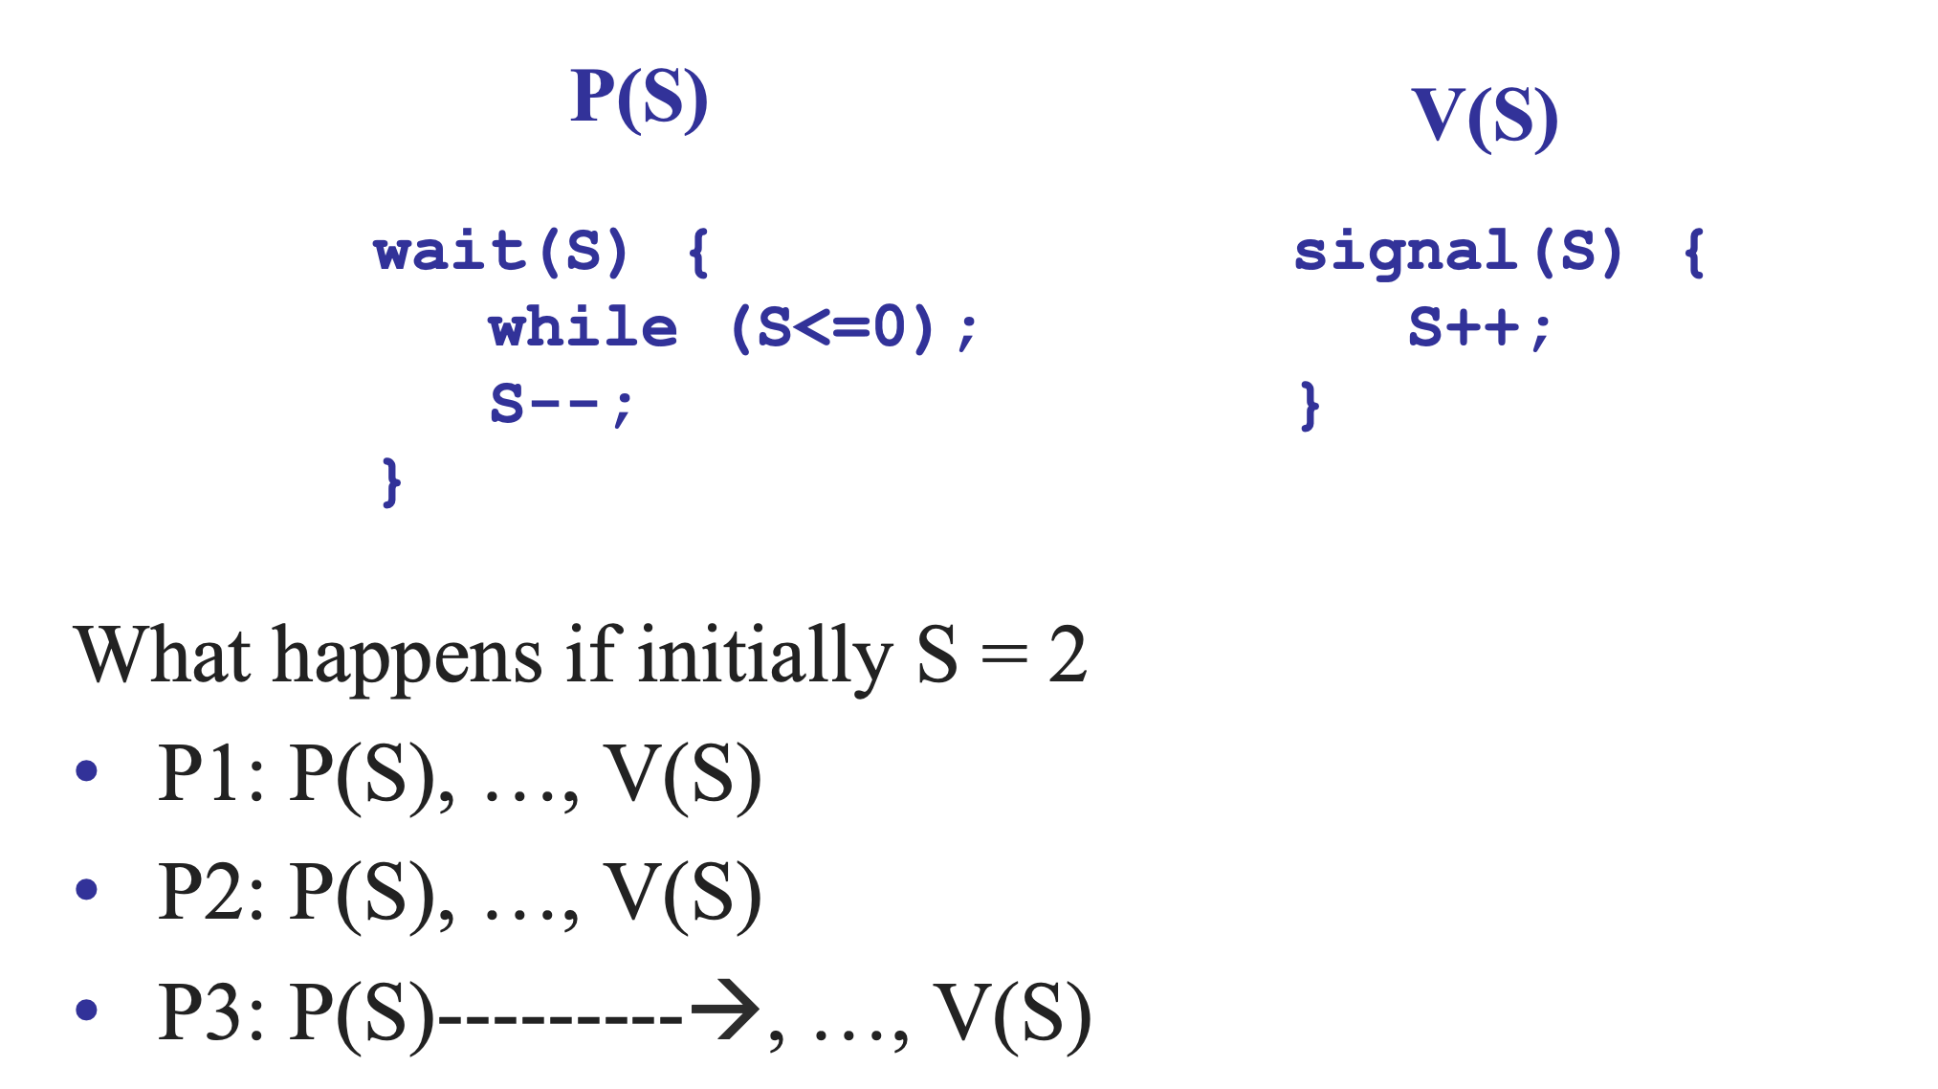 P(S)
wait(S) {
while (S<=0);
S--;
}
V(S)
signal(S) {
S++;
}
What happens if initially S = 2
• P1: P(S), …, V(S)
• P2: P(S), …, V(S)
• P3: P(S)---------→, …, V(S)